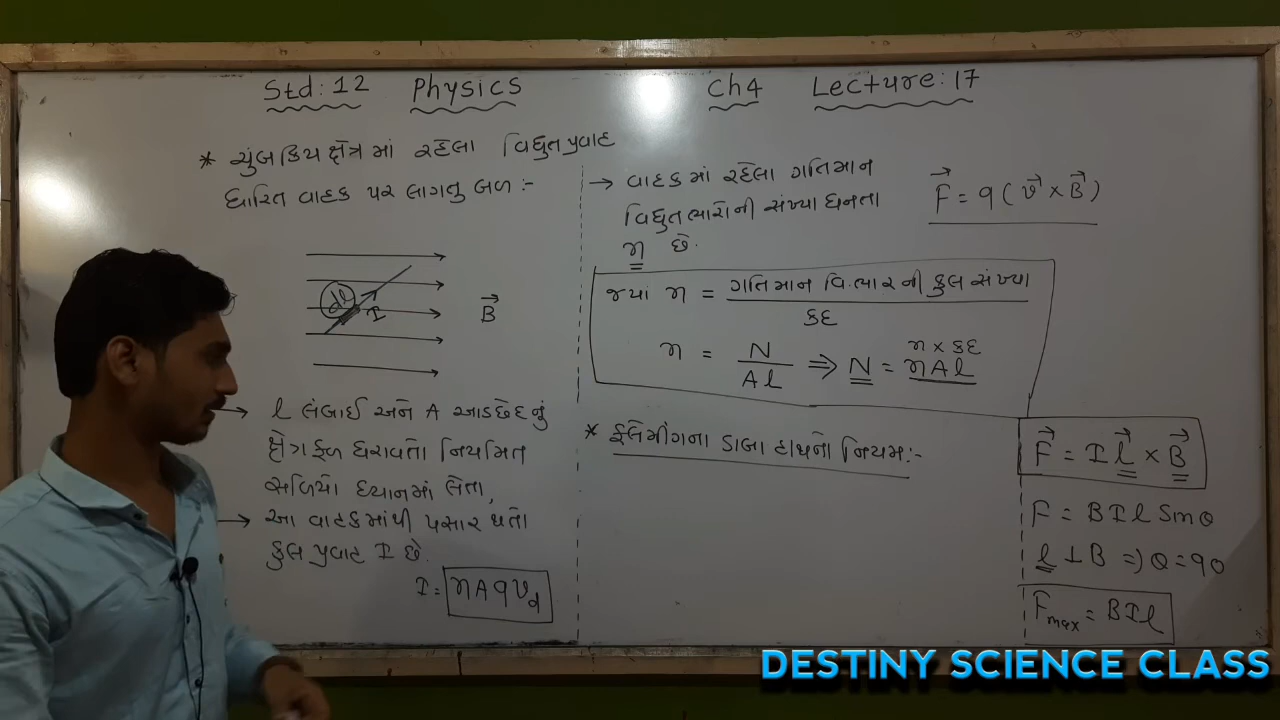 Std: 12 Physics Ch4 Lecture: 17
* ચુંબકિય ક્ષેત્ર માં રહેલા વિદ્યુતપ્રવાહ
ધારિત વાહક પર લાગતુ બળ :-
dl
I
B⃗
→ l લંબાઈ અને A આડછેદનું
ક્ષેત્રફળ ધરાવતો નિયમિત
સળિયો ધ્યાનમાં લેતા,
→ આ વાહકમાંથી પસાર થતો
કુલ પ્રવાહ I છે.
I = nAqv_d
→ વાહકમાં રહેલા ગતિમાન
વિદ્યુતભારોની સંખ્યા ઘનતા
n છે.
જ્યાં n = ગતિમાન વિ.ભારની કુલ સંખ્યા / કદ
n × કદ
n = N / Al ⇒ N = nAl
* ફ્લેમીંગના ડાબા હાથનો નિયમ :-
F⃗ = q (v⃗ × B⃗)
F⃗ = I l⃗ × B⃗
F = BIl Sinθ
l ⊥ B ⇒ θ = 90
Fmax = BIl
DESTINY SCIENCE CLASS